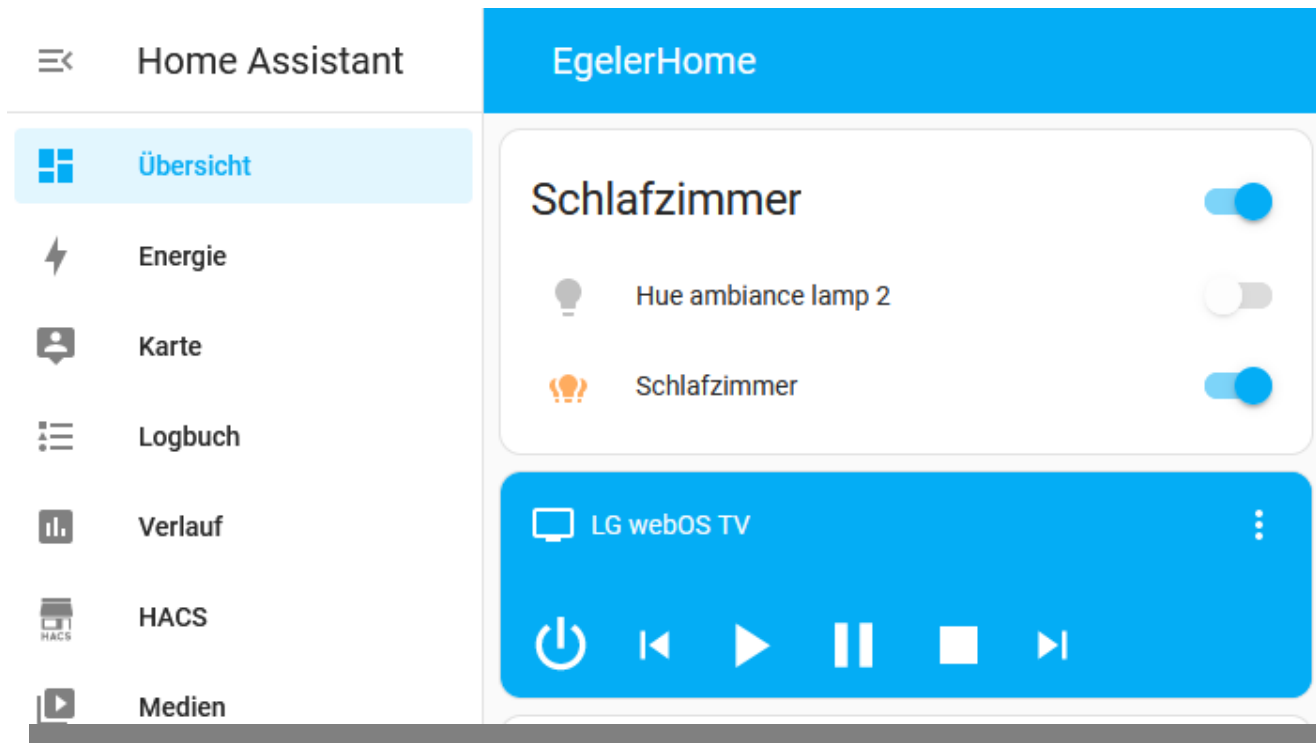 Home Assistant
Übersicht
Energie
Karte
Logbuch
Verlauf
HACS
HACS
Medien
EgelerHome
Schlafzimmer
Hue ambiance lamp 2
Schlafzimmer
LG webOS TV